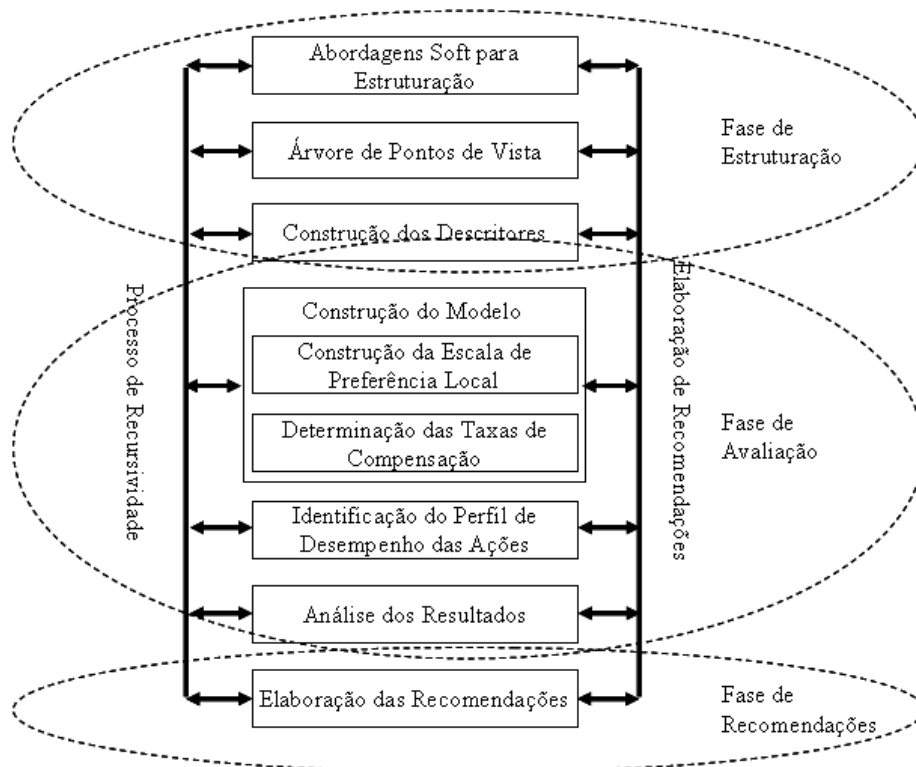 Abordagens Soft para
Estruturação
Fase de
Estruturação
Árvore de Pontos de Vista
Construção dos Descritores
Processo de Recursividade
Elaboração de Recomendações
Construção do Modelo
Construção da Escala de
Preferência Local
Determinação das Taxas de
Compensação
Fase de
Avaliação
Identificação do Perfil de
Desempenho das Ações
Análise dos Resultados
Elaboração das Recomendações
Fase de
Recomendações